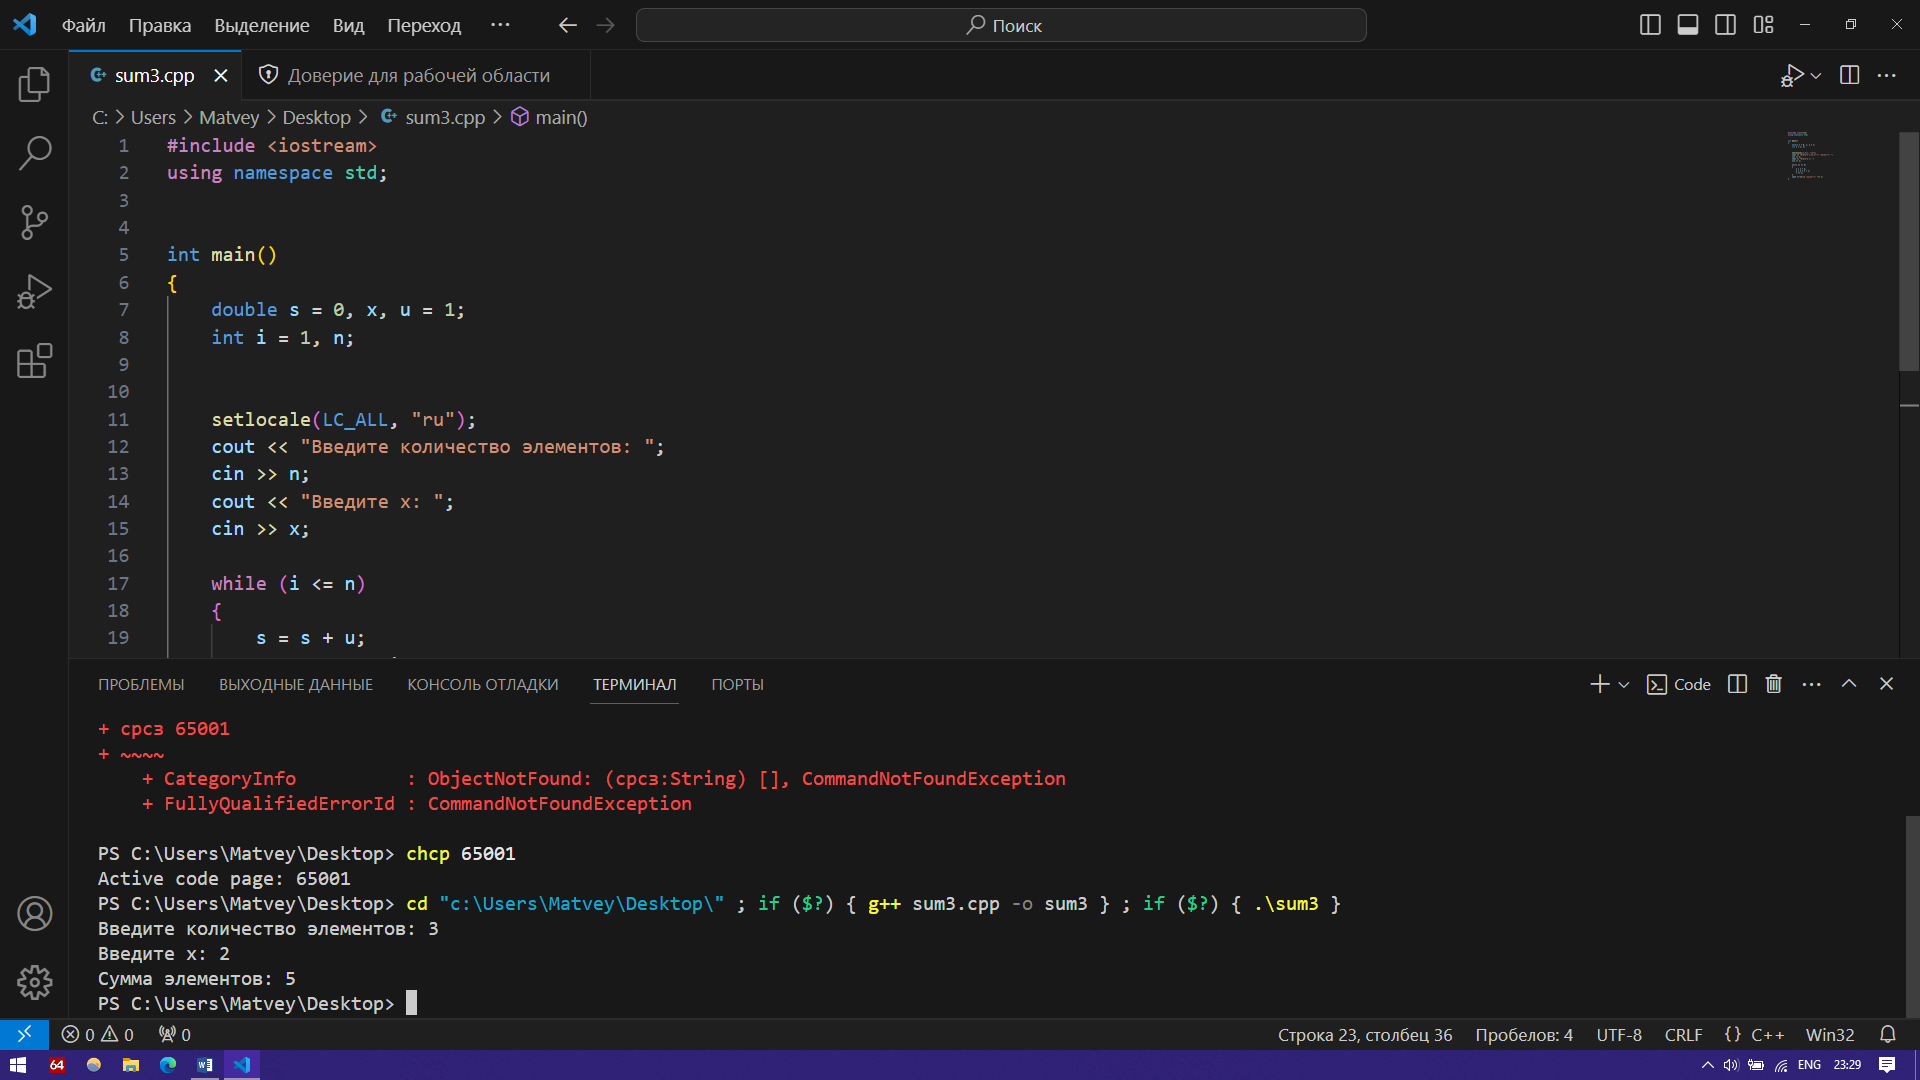 Файл Правка Выделение Вид Переход ··· Поиск
sum3.cpp Доверие для рабочей области
C: > Users > Matvey > Desktop > sum3.cpp > main()
1 #include <iostream>
2 using namespace std;
3
4
5 int main()
6 {
7 double s = 0, x, u = 1;
8 int i = 1, n;
9
10
11 setlocale(LC_ALL, "ru");
12 cout << "Введите количество элементов: ";
13 cin >> n;
14 cout << "Введите x: ";
15 cin >> x;
16
17 while (i <= n)
18 {
19 s = s + u;
ПРОБЛЕМЫ ВЫХОДНЫЕ ДАННЫЕ КОНСОЛЬ ОТЛАДКИ ТЕРМИНАЛ ПОРТЫ Code
+ срсз 65001
+ ~~~~
+ CategoryInfo : ObjectNotFound: (срсз:String) [], CommandNotFoundException
+ FullyQualifiedErrorId : CommandNotFoundException
PS C:\Users\Matvey\Desktop> chcp 65001
Active code page: 65001
PS C:\Users\Matvey\Desktop> cd "c:\Users\Matvey\Desktop\" ; if ($?) { g++ sum3.cpp -o sum3 } ; if ($?) { .\sum3 }
Введите количество элементов: 3
Введите x: 2
Сумма элементов: 5
PS C:\Users\Matvey\Desktop>
0 0 0 Строка 23, столбец 36 Пробелов: 4 UTF-8 CRLF {} C++ Win32
64 ENG 23:29